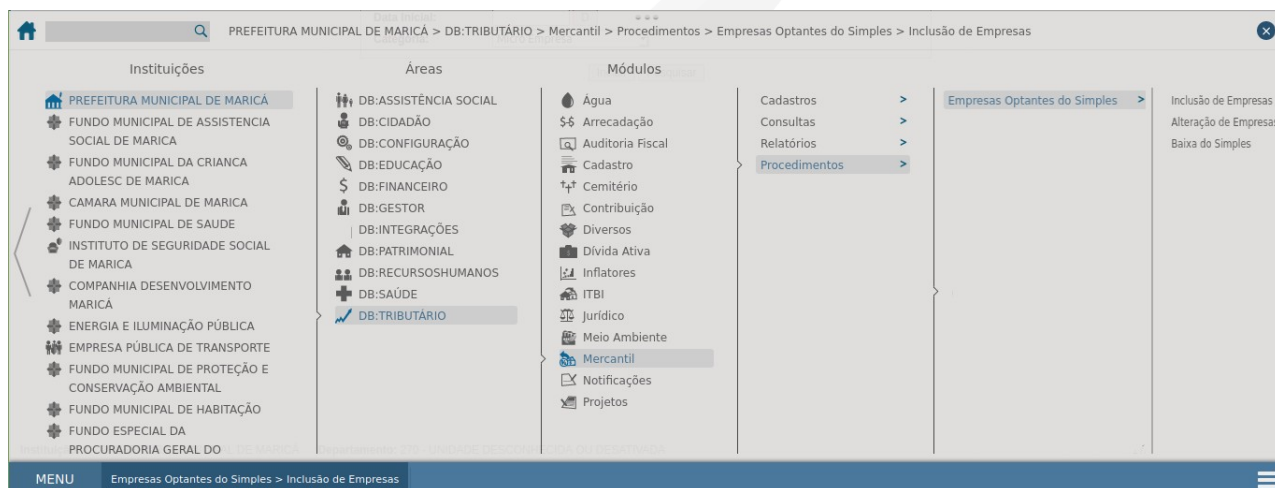 PREFEITURA MUNICIPAL DE MARICÁ > DB:TRIBUTÁRIO > Mercantil > Procedimentos > Empresas Optantes do Simples > Inclusão de Empresas
Data Inicial:
Instituições
PREFEITURA MUNICIPAL DE MARICÁ
FUNDO MUNICIPAL DE ASSISTENCIA
SOCIAL DE MARICA
FUNDO MUNICIPAL DA CRIANCA
ADOLESC DE MARICA
CAMARA MUNICIPAL DE MARICA
FUNDO MUNICIPAL DE SAUDE
INSTITUTO DE SEGURIDADE SOCIAL
DE MARICA
COMPANHIA DESENVOLVIMENTO
MARICÁ
ENERGIA E ILUMINAÇÃO PÚBLICA
EMPRESA PÚBLICA DE TRANSPORTE
FUNDO MUNICIPAL DE PROTEÇÃO E
CONSERVAÇÃO AMBIENTAL
FUNDO MUNICIPAL DE HABITAÇÃO
FUNDO ESPECIAL DA
PROCURADORIA GERAL DO
Áreas
DB:ASSISTÊNCIA SOCIAL
DB:CIDADÃO
DB:CONFIGURAÇÃO
DB:EDUCAÇÃO
DB:FINANCEIRO
DB:GESTOR
DB:INTEGRAÇÕES
DB:PATRIMONIAL
DB:RECURSOSHUMANOS
DB:SAÚDE
DB:TRIBUTÁRIO
Módulos
Água
Arrecadação
Auditoria Fiscal
Cadastro
Cemitério
Contribuição
Diversos
Dívida Ativa
Inflatores
ITBI
Jurídico
Meio Ambiente
Mercantil
Notificações
Projetos
Cadastros >
Consultas >
Relatórios >
Procedimentos >
Empresas Optantes do Simples >
Inclusão de Empresas
Alteração de Empresas
Baixa do Simples
MENU
Empresas Optantes do Simples > Inclusão de Empresas